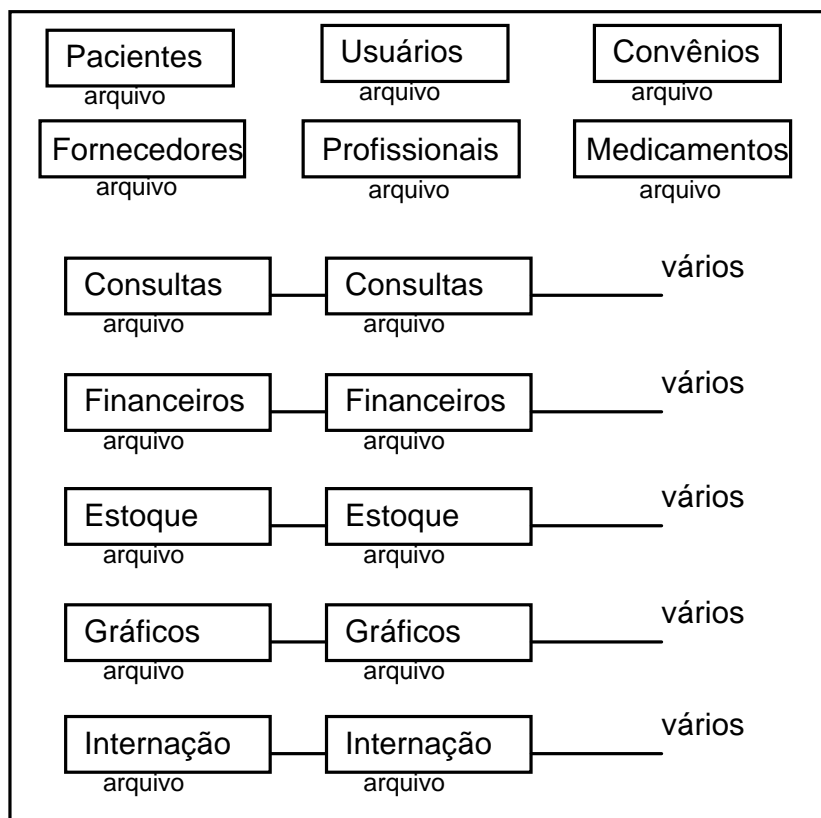 Pacientes Usuários Convênios
arquivo arquivo arquivo
Fornecedores Profissionais Medicamentos
arquivo arquivo arquivo
vários
Consultas Consultas
arquivo arquivo
vários
Financeiros Financeiros
arquivo arquivo
vários
Estoque Estoque
arquivo arquivo
vários
Gráficos Gráficos
arquivo arquivo
vários
Internação Internação
arquivo arquivo